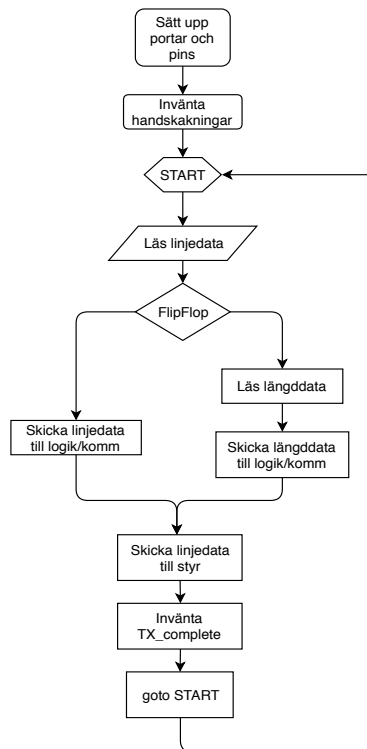 Sätt upp
portar och
pins
Invänta
handskakningar
START
Läs linjedata
FlipFlop
Läs längddata
Skicka linjedata
till logik/komm
Skicka längddata
till logik/komm
Skicka linjedata
till styr
Invänta
TX_complete
goto START